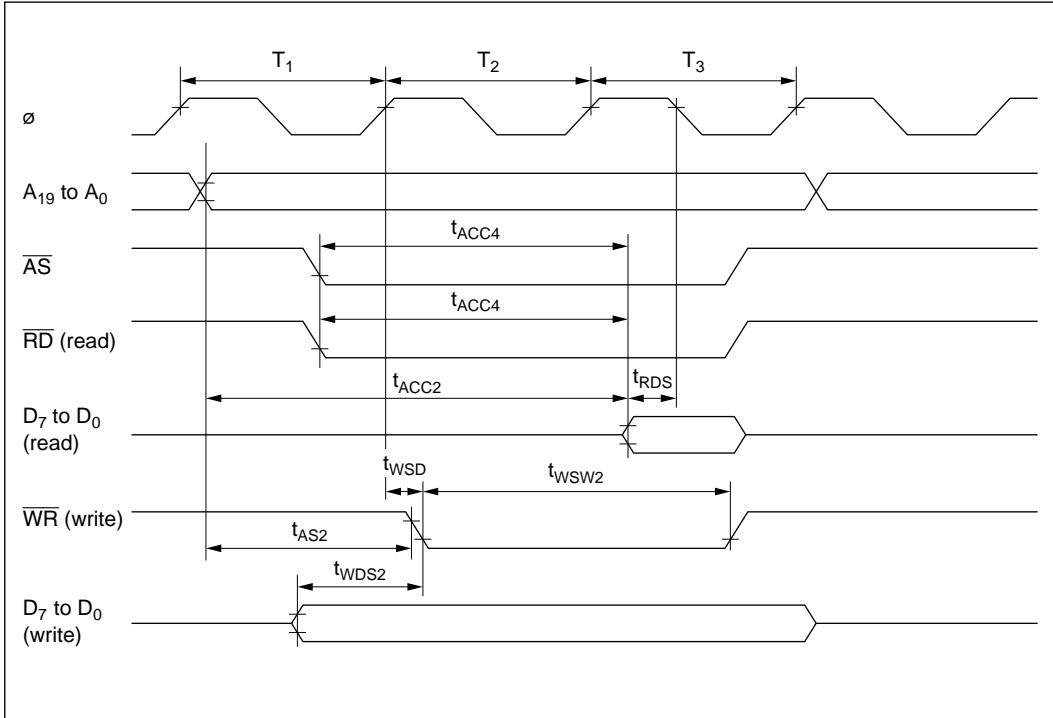 T1 T2 T3
ø
A19 to A0
tACC4
AS
tACC4
RD (read)
tACC2 tRDS
D7 to D0
(read)
tWSD tWSW2
WR (write)
tAS2
tWDS2
D7 to D0
(write)